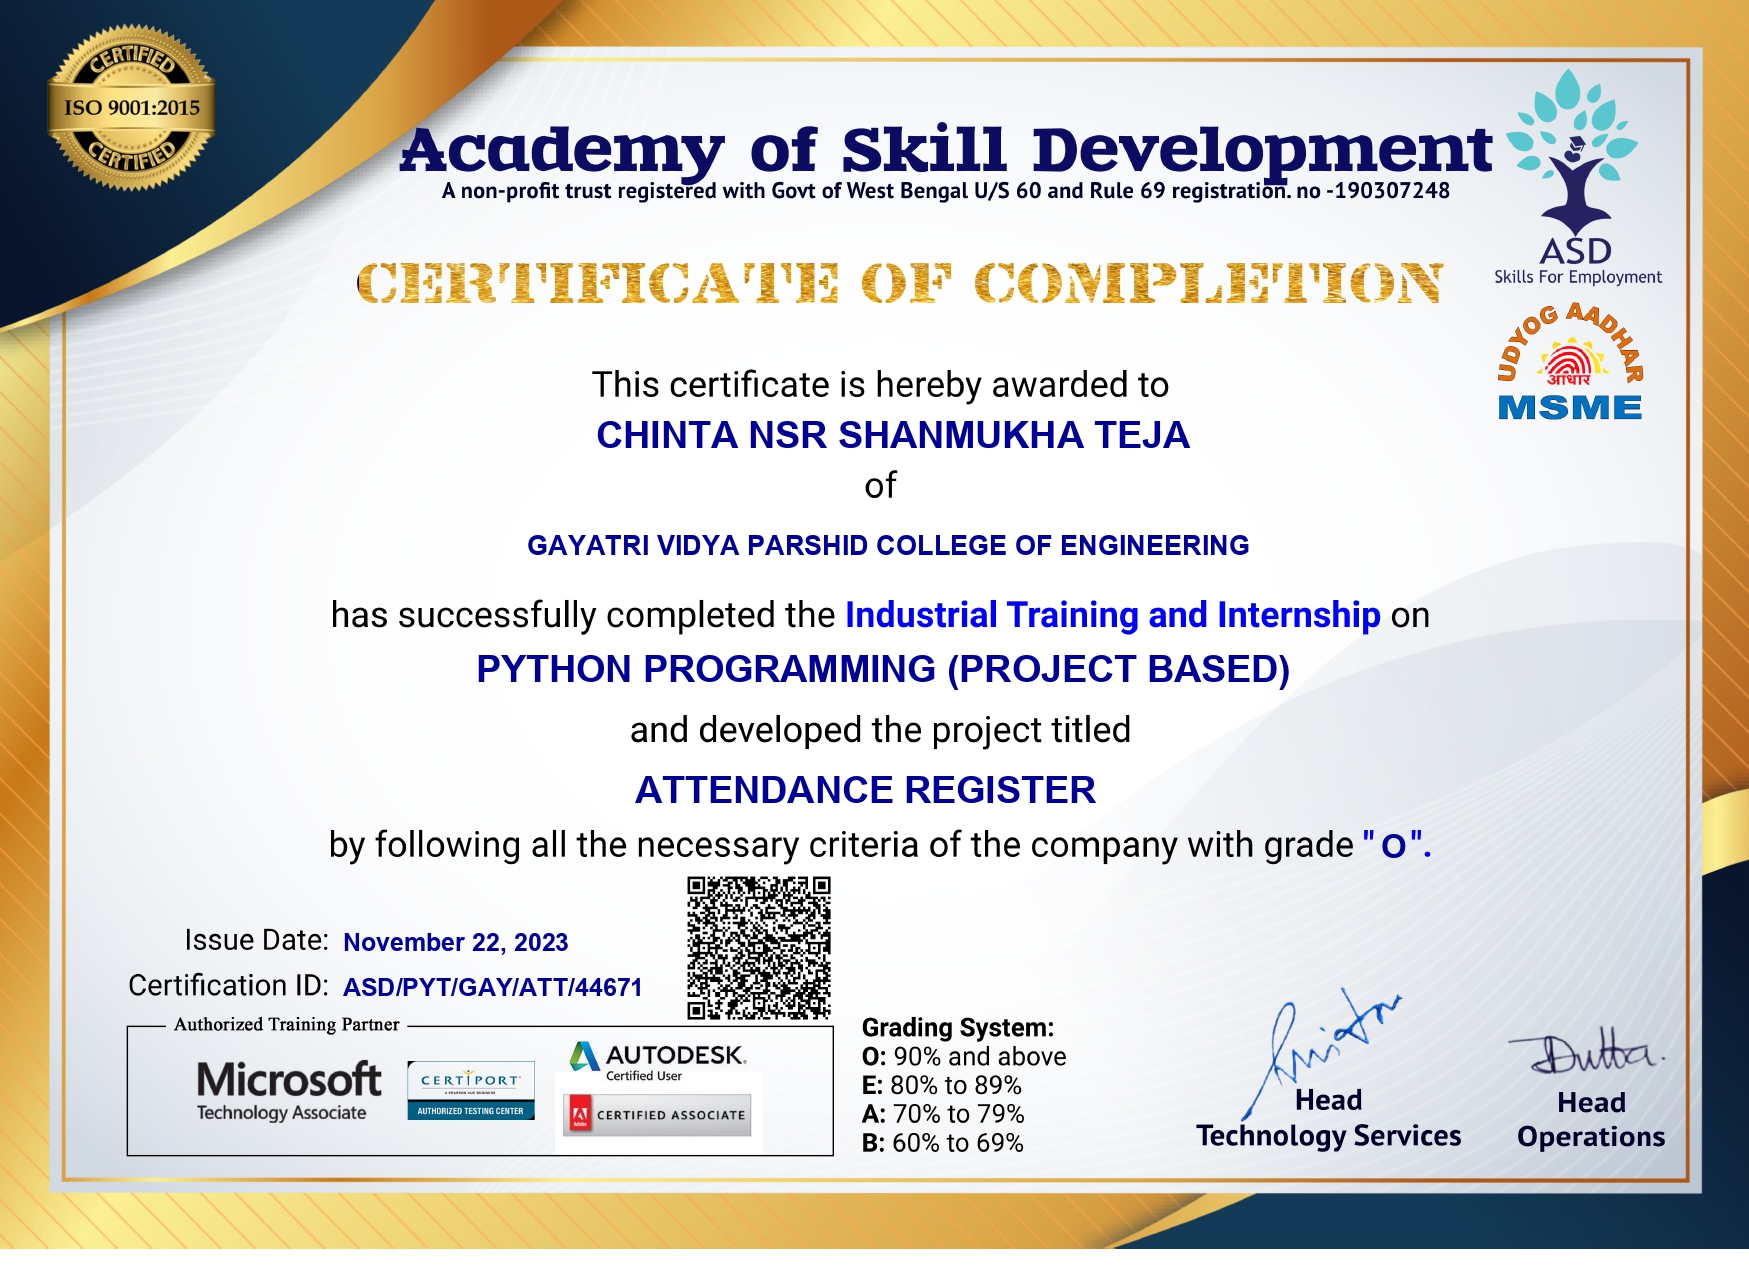 CERTIFIED
ISO 9001:2015
CERTIFIED
Academy of Skill Development
A non-profit trust registered with Govt of West Bengal U/S 60 and Rule 69 registration. no -190307248
ASD
Skills For Employment
CERTIFICATE OF COMPLETION
UDYOG AADHAR
आधार
MSME
This certificate is hereby awarded to
CHINTA NSR SHANMUKHA TEJA
of
GAYATRI VIDYA PARSHID COLLEGE OF ENGINEERING
has successfully completed the Industrial Training and Internship on
PYTHON PROGRAMMING (PROJECT BASED)
and developed the project titled
ATTENDANCE REGISTER
by following all the necessary criteria of the company with grade "O".
Issue Date: November 22, 2023
Certification ID: ASD/PYT/GAY/ATT/44671
Authorized Training Partner
Microsoft
Technology Associate
CERTIPORT
A PEARSON VUE BUSINESS
AUTHORIZED TESTING CENTER
AUTODESK.
Certified User
Adobe
CERTIFIED ASSOCIATE
Grading System:
O: 90% and above
E: 80% to 89%
A: 70% to 79%
B: 60% to 69%
Head
Technology Services
Dutta.
Head
Operations